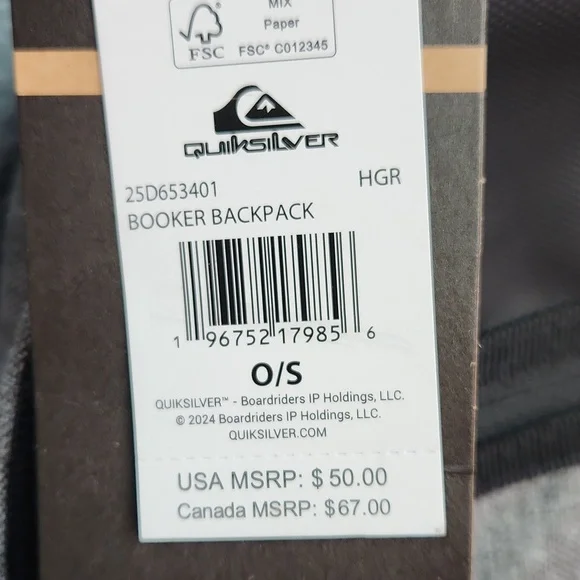 MIX
Paper
FSC
FSC® C012345
QUIKSILVER
25D653401 HGR
BOOKER BACKPACK
1 96752 17985 6
O/S
QUIKSILVER™ - Boardriders IP Holdings, LLC.
© 2024 Boardriders IP Holdings, LLC.
QUIKSILVER.COM
USA MSRP: $50.00
Canada MSRP: $67.00